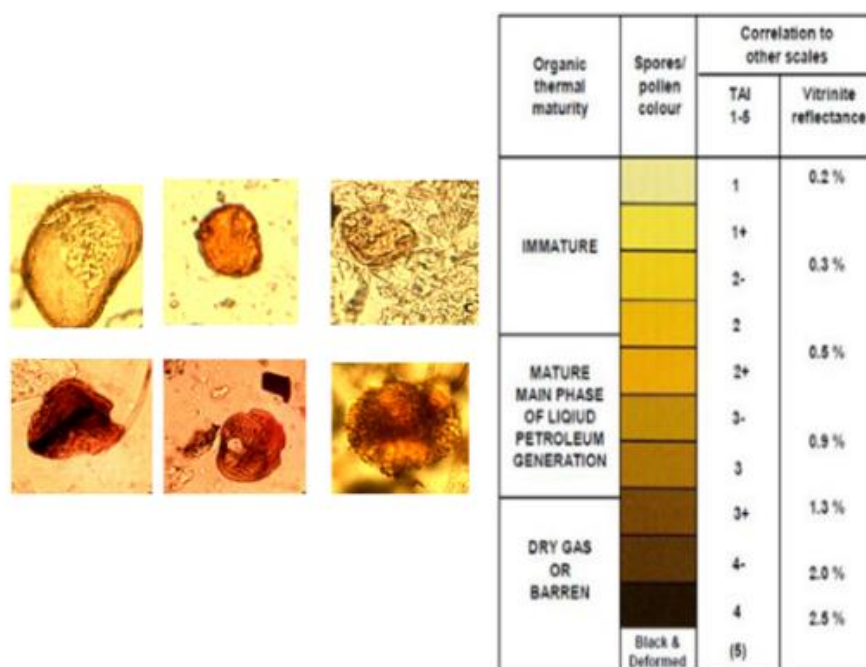 Organic
thermal
maturity
Spores/
pollen
colour
Correlation to
other scales
TAI
1-5
Vitrinite
reflectance
IMMATURE
MATURE
MAIN PHASE
OF LIQIUD
PETROLEUM
GENERATION
DRY GAS
OR
BARREN
1
1+
2-
2
2+
3-
3
3+
4-
4
(5)
0.2 %
0.3 %
0.5 %
0.9 %
1.3 %
2.0 %
2.5 %
Black &
Deformed